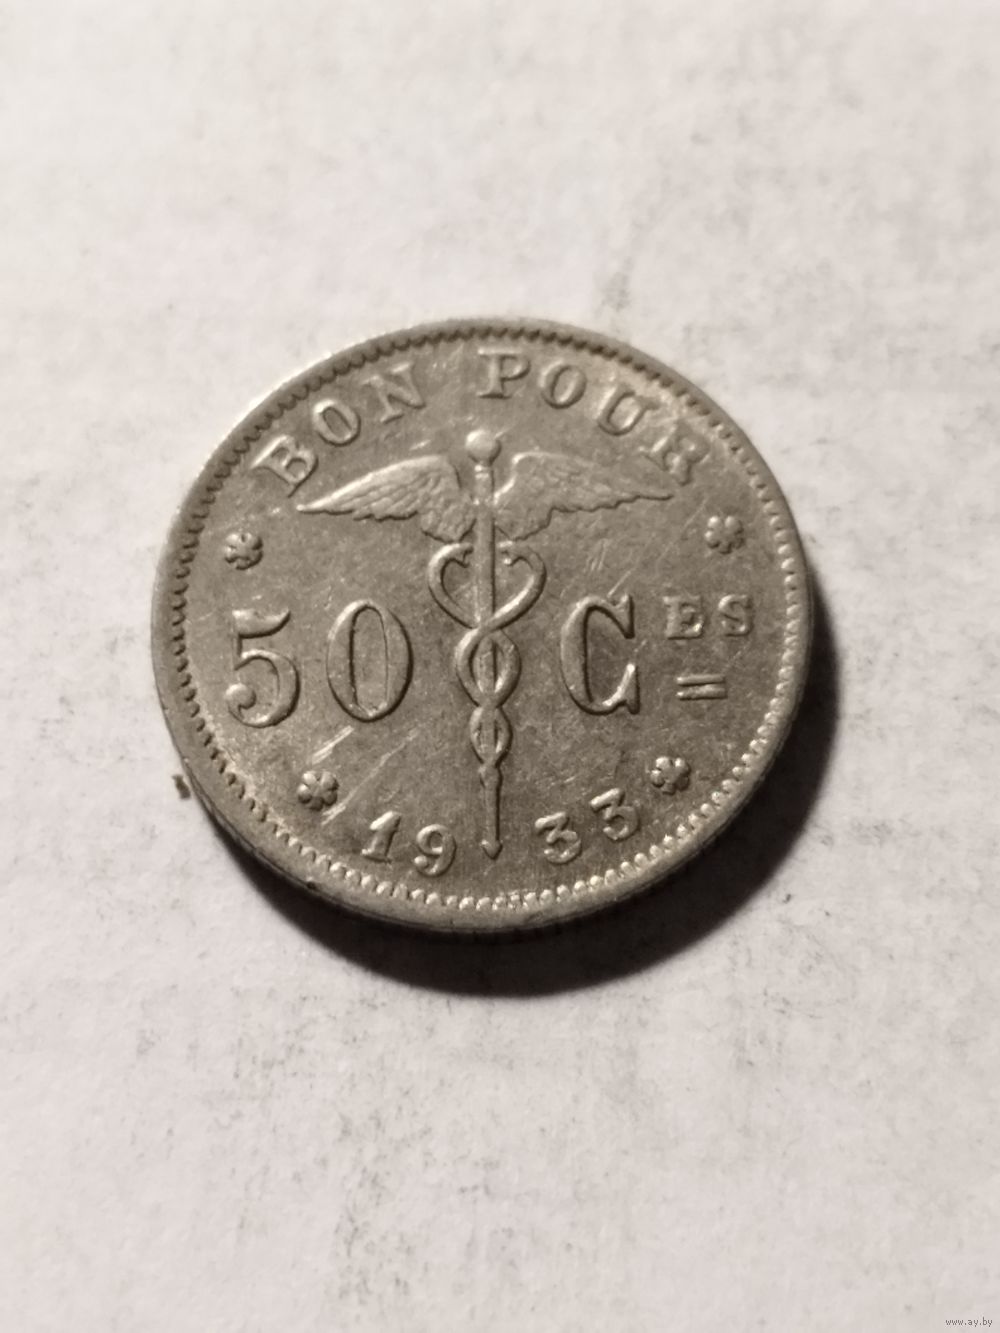 BON POUR
50 CES
=
1933
www.ay.by